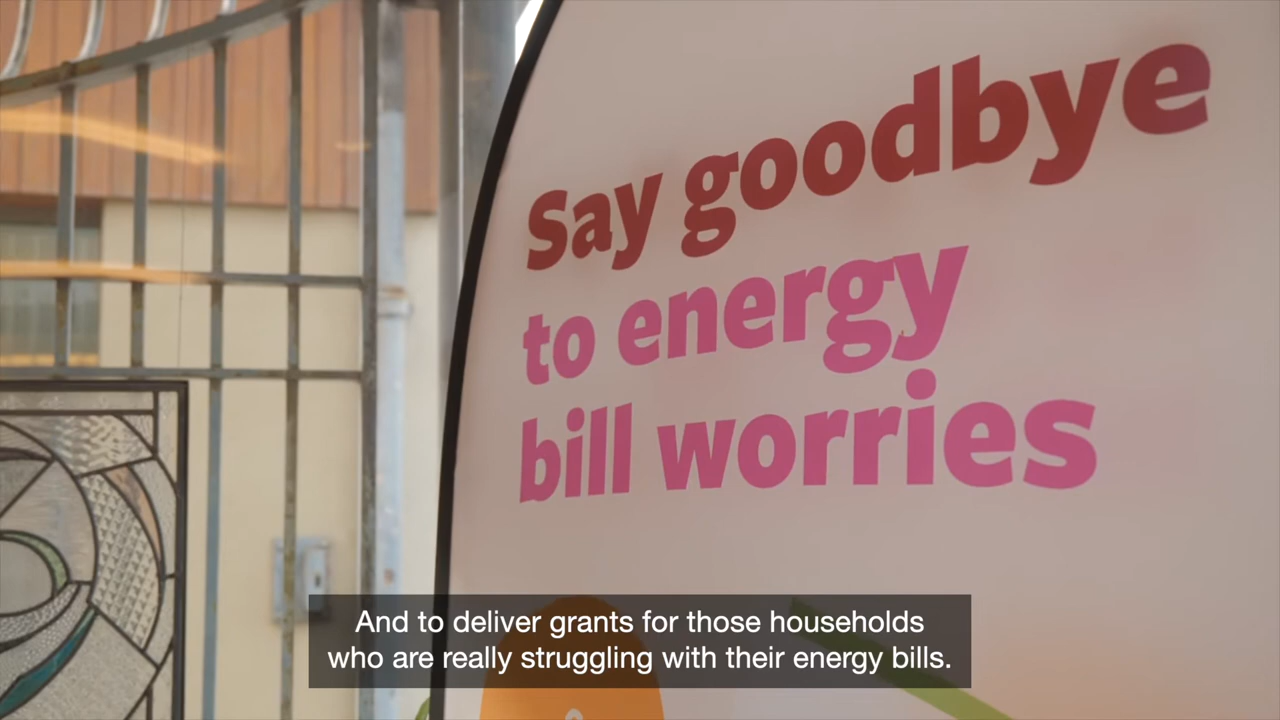 Say goodbye
to energy
bill worries
And to deliver grants for those households
who are really struggling with their energy bills.